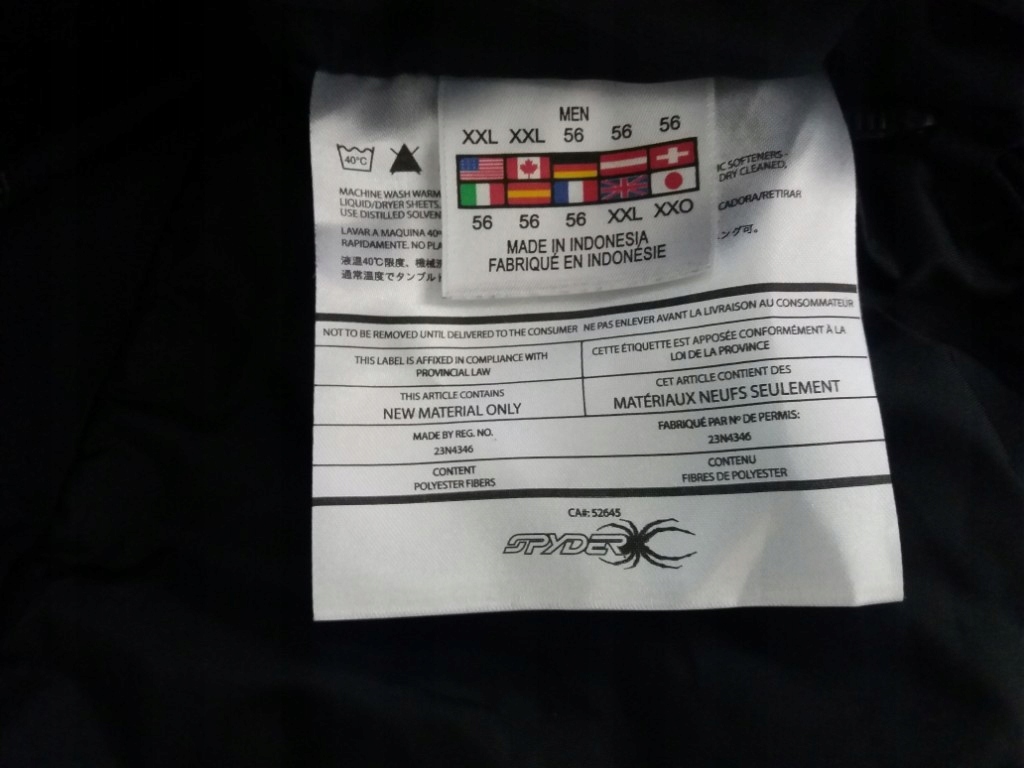 MEN
XXL XXL 56 56 56
56 56 56 XXL XXO
MADE IN INDONESIA
FABRIQUÉ EN INDONÉSIE
40°C
MACHINE WASH WARM
LIQUID/DRYER SHEETS.
USE DISTILLED SOLVEN
LAVAR A MAQUINA 40º
RAPIDAMENTE. NO PLA
液温40℃限度、機械
通常温度でタンブル
IC SOFTENERS-
DRY CLEANED,
CADORA/RETIRAR
ング可。
NOT TO BE REMOVED UNTIL DELIVERED TO THE CONSUMER NE PAS ENLEVER AVANT LA LIVRAISON AU CONSOMMATEUR
THIS LABEL IS AFFIXED IN COMPLIANCE WITH
PROVINCIAL LAW
CETTE ÉTIQUETTE EST APPOSÉE CONFORMÉMENT À LA
LOI DE LA PROVINCE
THIS ARTICLE CONTAINS
NEW MATERIAL ONLY
CET ARTICLE CONTIENT DES
MATÉRIAUX NEUFS SEULEMENT
MADE BY REG. NO.
23N4346
FABRIQUÉ PAR Nº DE PERMIS:
23N4346
CONTENT
POLYESTER FIBERS
CONTENU
FIBRES DE POLYESTER
CA#: 52645
SPYDER